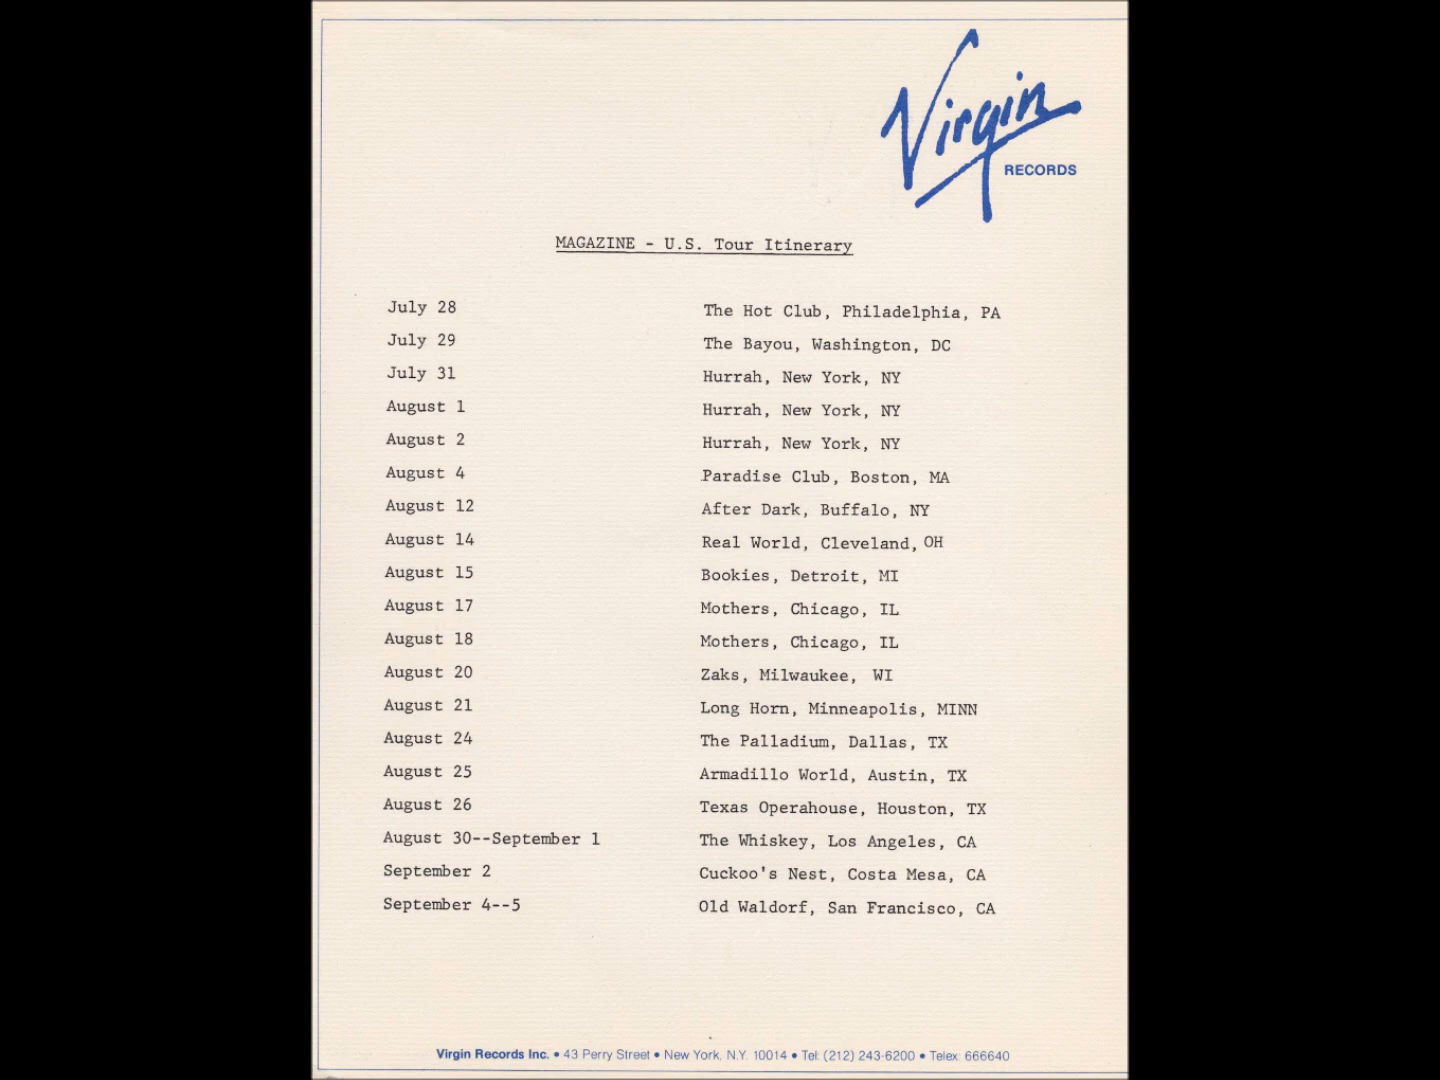 Virgin
RECORDS
MAGAZINE - U.S. Tour Itinerary
July 28 The Hot Club, Philadelphia, PA
July 29 The Bayou, Washington, DC
July 31 Hurrah, New York, NY
August 1 Hurrah, New York, NY
August 2 Hurrah, New York, NY
August 4 Paradise Club, Boston, MA
August 12 After Dark, Buffalo, NY
August 14 Real World, Cleveland, OH
August 15 Bookies, Detroit, MI
August 17 Mothers, Chicago, IL
August 18 Mothers, Chicago, IL
August 20 Zaks, Milwaukee, WI
August 21 Long Horn, Minneapolis, MINN
August 24 The Palladium, Dallas, TX
August 25 Armadillo World, Austin, TX
August 26 Texas Operahouse, Houston, TX
August 30--September 1 The Whiskey, Los Angeles, CA
September 2 Cuckoo's Nest, Costa Mesa, CA
September 4--5 Old Waldorf, San Francisco, CA
Virgin Records Inc. • 43 Perry Street • New York. N.Y. 10014 • Tel: (212) 243-6200 • Telex: 666640